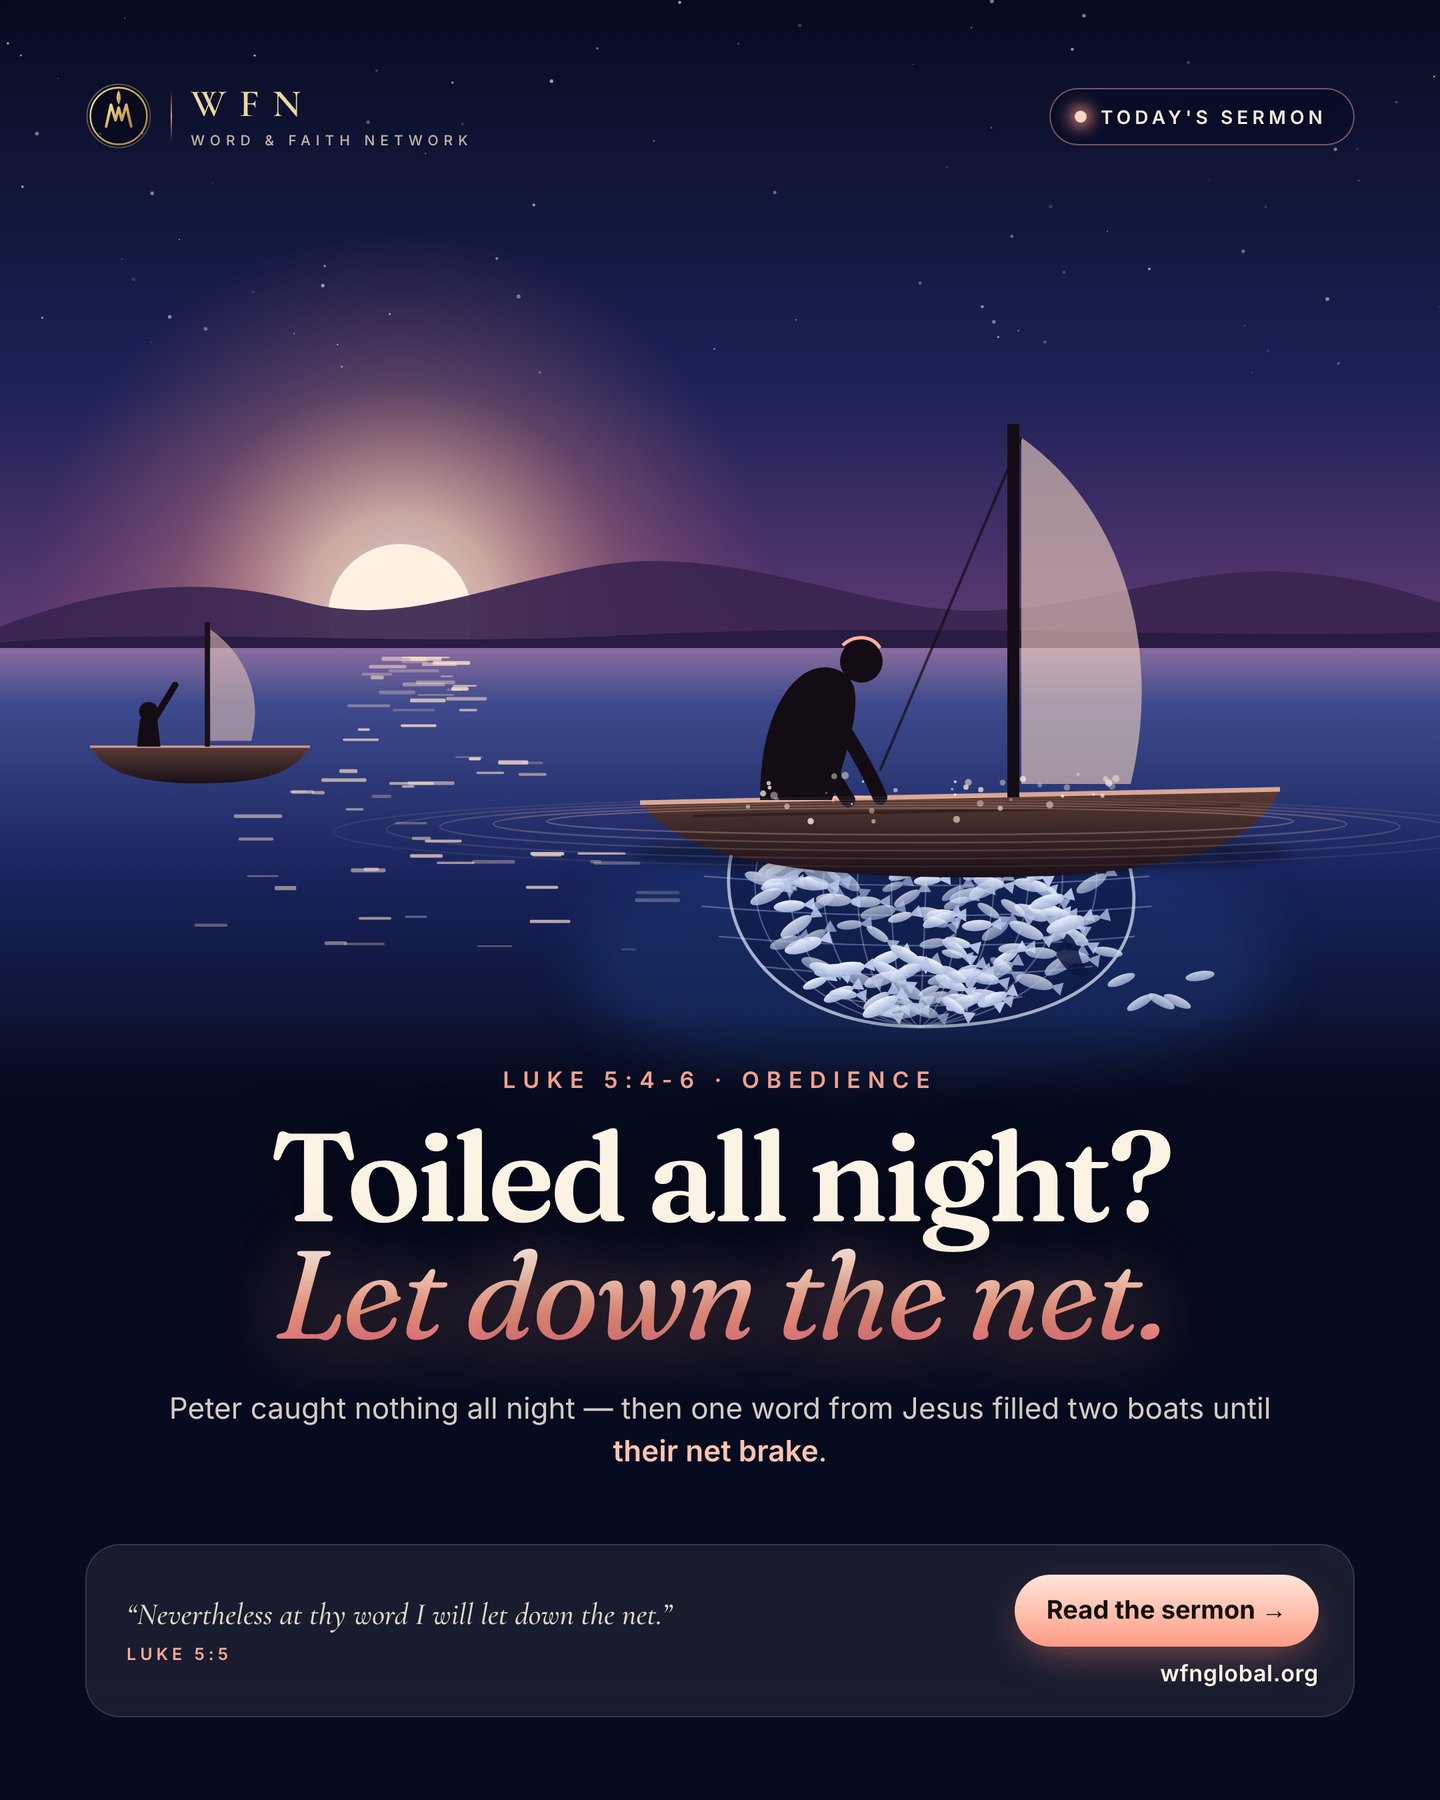 WFN
WORD & FAITH NETWORK
TODAY'S SERMON
LUKE 5:4-6 · OBEDIENCE
Toiled all night?
Let down the net.
Peter caught nothing all night — then one word from Jesus filled two boats until
their net brake.
“Nevertheless at thy word I will let down the net.”
LUKE 5:5
Read the sermon →
wfnglobal.org